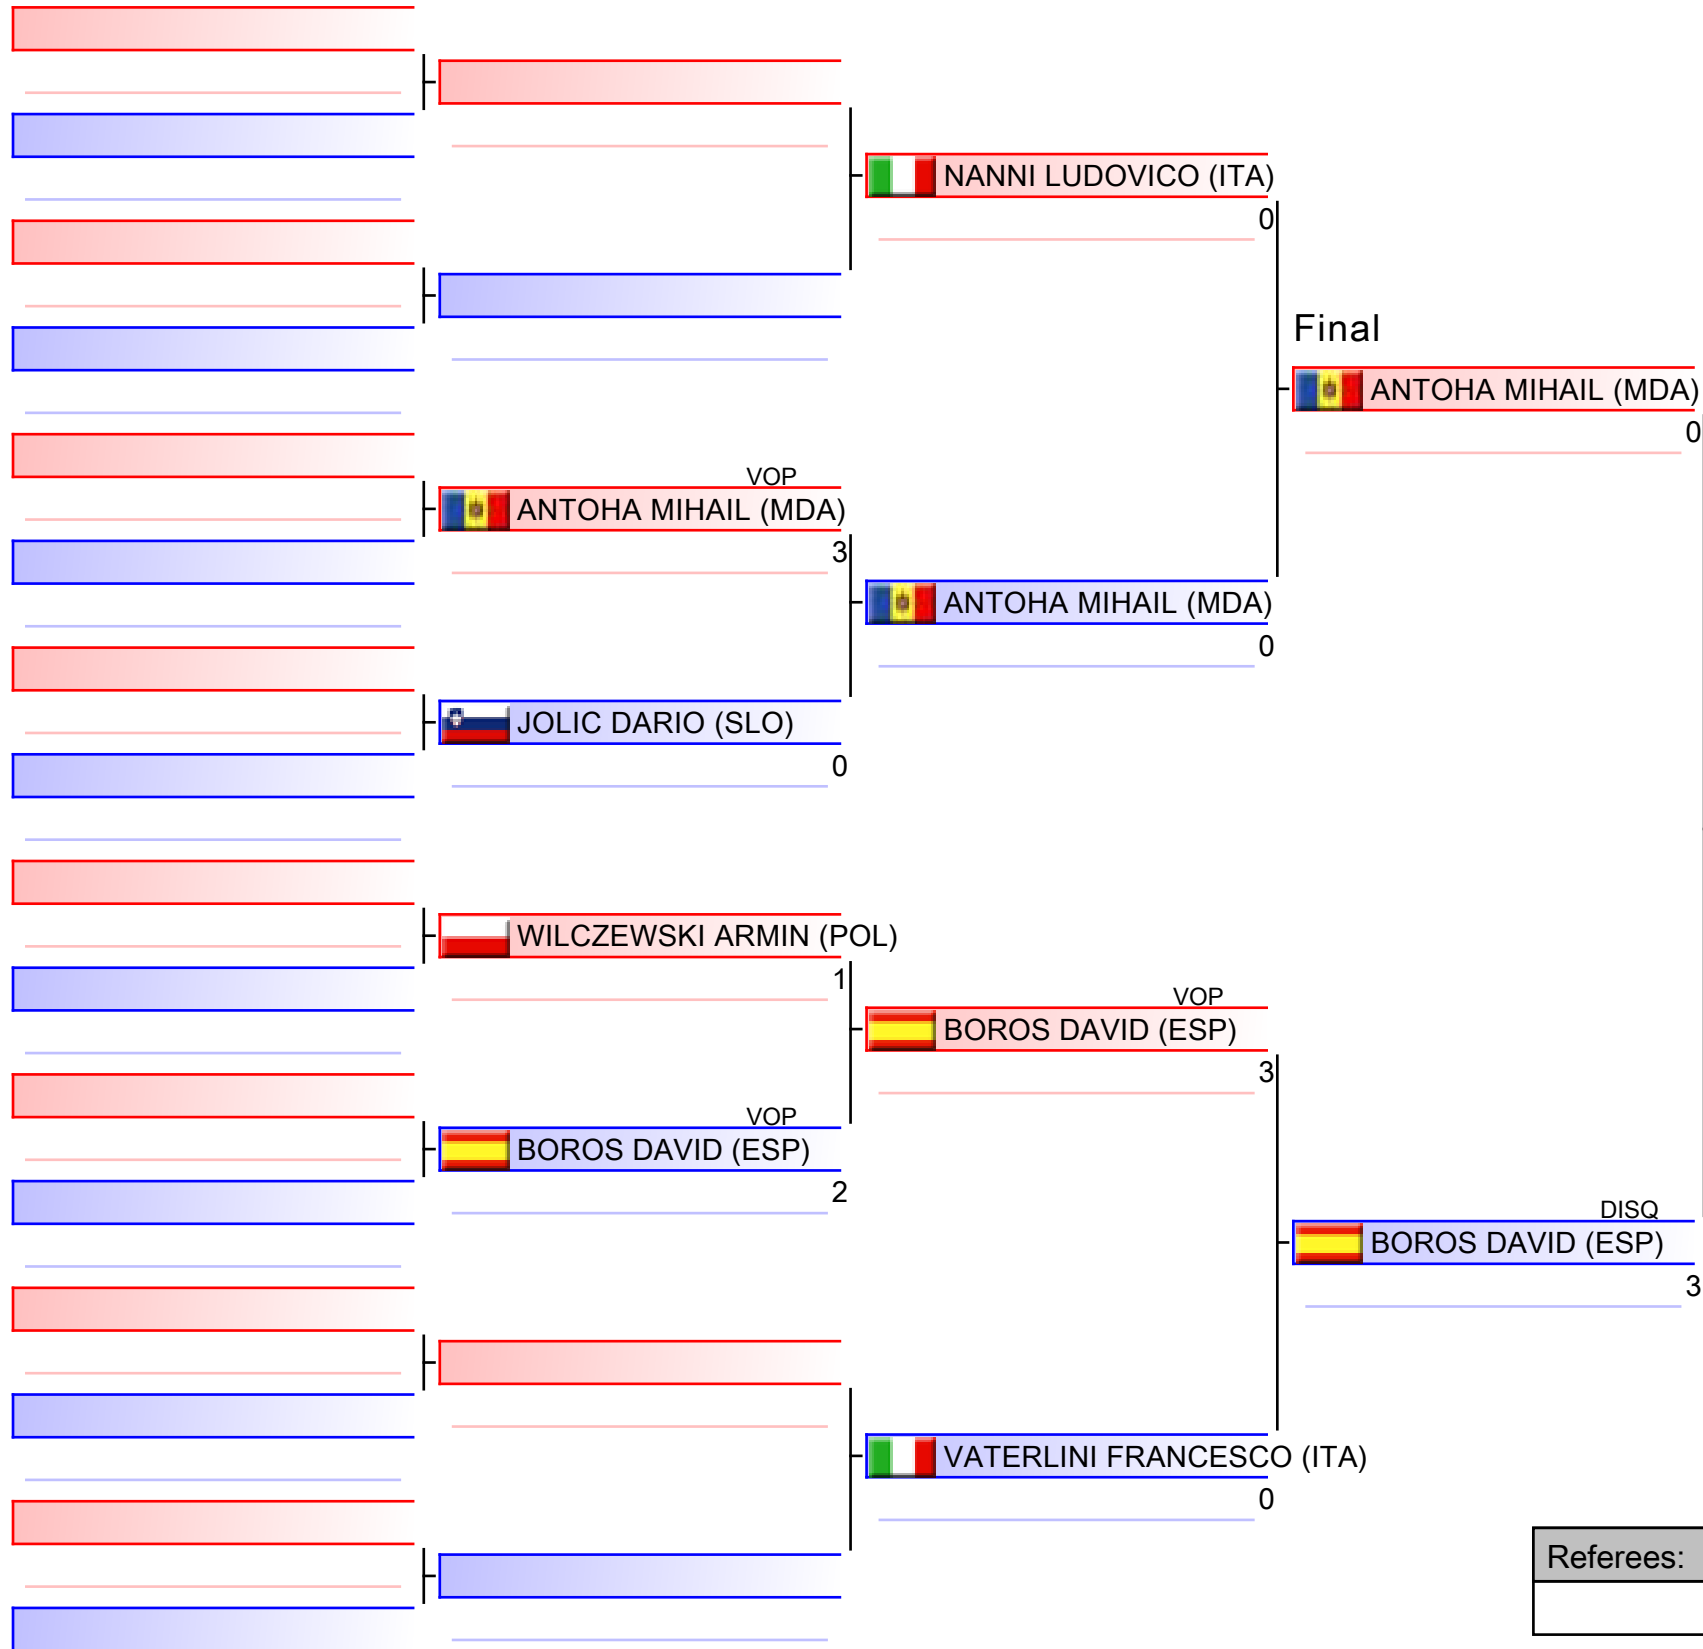 NANNI LUDOVICO (ITA)
0
Final
ANTOHA MIHAIL (MDA)
0
VOP
ANTOHA MIHAIL (MDA)
3
ANTOHA MIHAIL (MDA)
0
JOLIC DARIO (SLO)
0
WILCZEWSKI ARMIN (POL)
1
VOP
BOROS DAVID (ESP)
3
VOP
BOROS DAVID (ESP)
2
DISQ
BOROS DAVID (ESP)
3
VATERLINI FRANCESCO (ITA)
0
Referees: